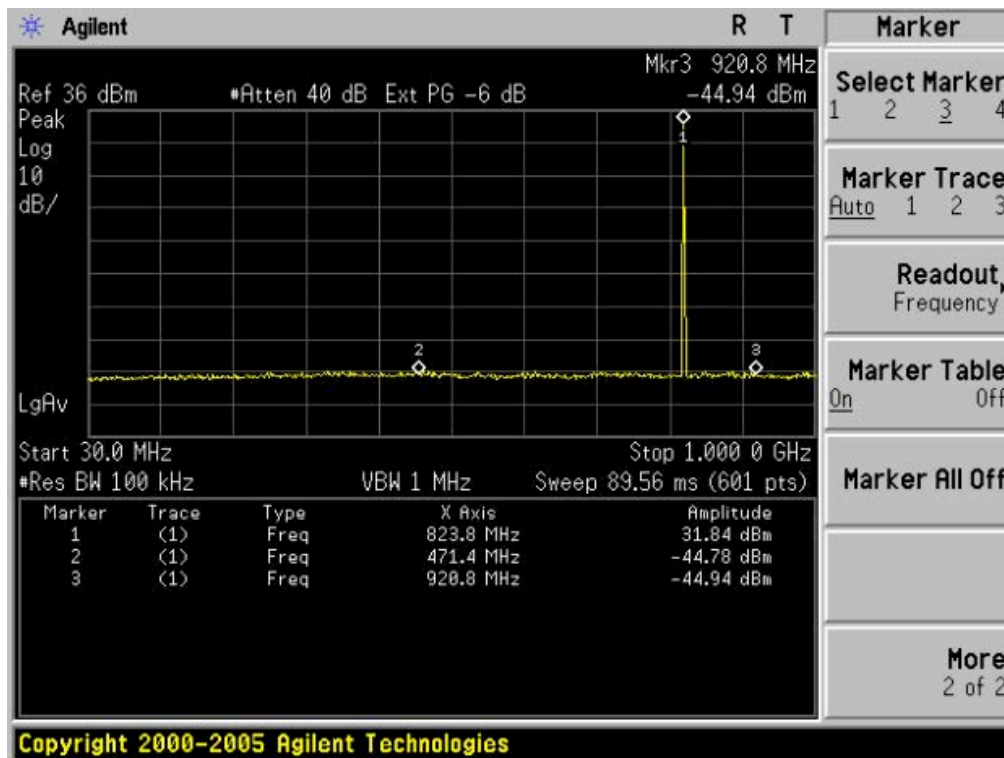 Agilent R T
Mkr3 920.8 MHz
Ref 36 dBm #Atten 40 dB Ext PG -6 dB -44.94 dBm
Peak
Log
10
dB/
1
2
3
LgAv
Start 30.0 MHz Stop 1.000 0 GHz
#Res BW 100 kHz VBW 1 MHz Sweep 89.56 ms (601 pts)
Marker Trace Type X Axis Amplitude
1 (1) Freq 823.8 MHz 31.84 dBm
2 (1) Freq 471.4 MHz -44.78 dBm
3 (1) Freq 920.8 MHz -44.94 dBm
Marker
Select Marker
1 2 3 4
Marker Trace
Auto 1 2 3
Readout
Frequency
Marker Table
On Off
Marker All Off
More
2 of 2
Copyright 2000-2005 Agilent Technologies